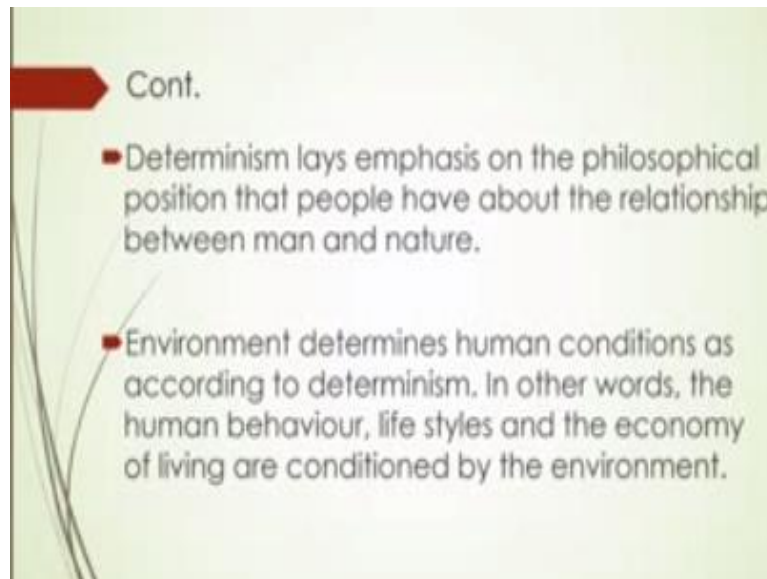 Cont.
Determinism lays emphasis on the philosophical
position that people have about the relationship
between man and nature.
Environment determines human conditions as
according to determinism. In other words, the
human behaviour, life styles and the economy
of living are conditioned by the environment.